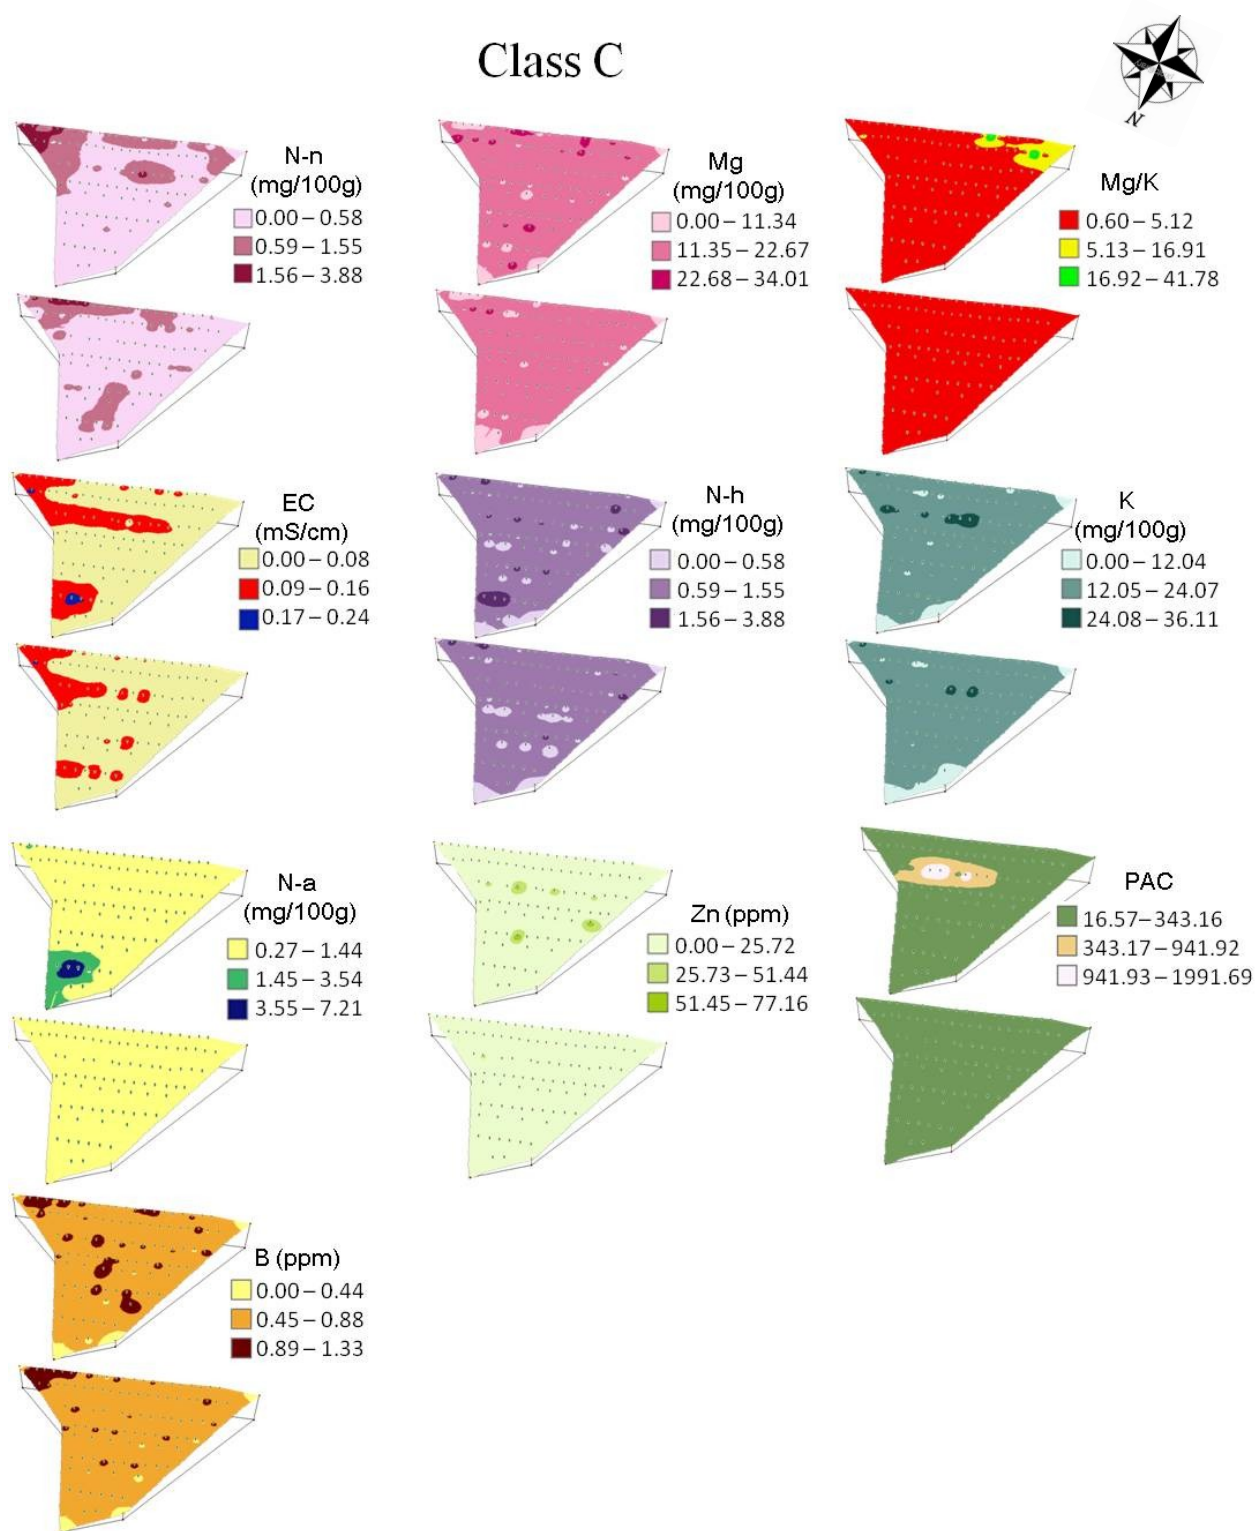 Class C
N
N-n
(mg/100g)
0.00 – 0.58
0.59 – 1.55
1.56 – 3.88
Mg
(mg/100g)
0.00 – 11.34
11.35 – 22.67
22.68 – 34.01
Mg/K
0.60 – 5.12
5.13 – 16.91
16.92 – 41.78
EC
(mS/cm)
0.00 – 0.08
0.09 – 0.16
0.17 – 0.24
N-h
(mg/100g)
0.00 – 0.58
0.59 – 1.55
1.56 – 3.88
K
(mg/100g)
0.00 – 12.04
12.05 – 24.07
24.08 – 36.11
N-a
(mg/100g)
0.27 – 1.44
1.45 – 3.54
3.55 – 7.21
Zn (ppm)
0.00 – 25.72
25.73 – 51.44
51.45 – 77.16
PAC
16.57– 343.16
343.17 – 941.92
941.93 – 1991.69
B (ppm)
0.00 – 0.44
0.45 – 0.88
0.89 – 1.33